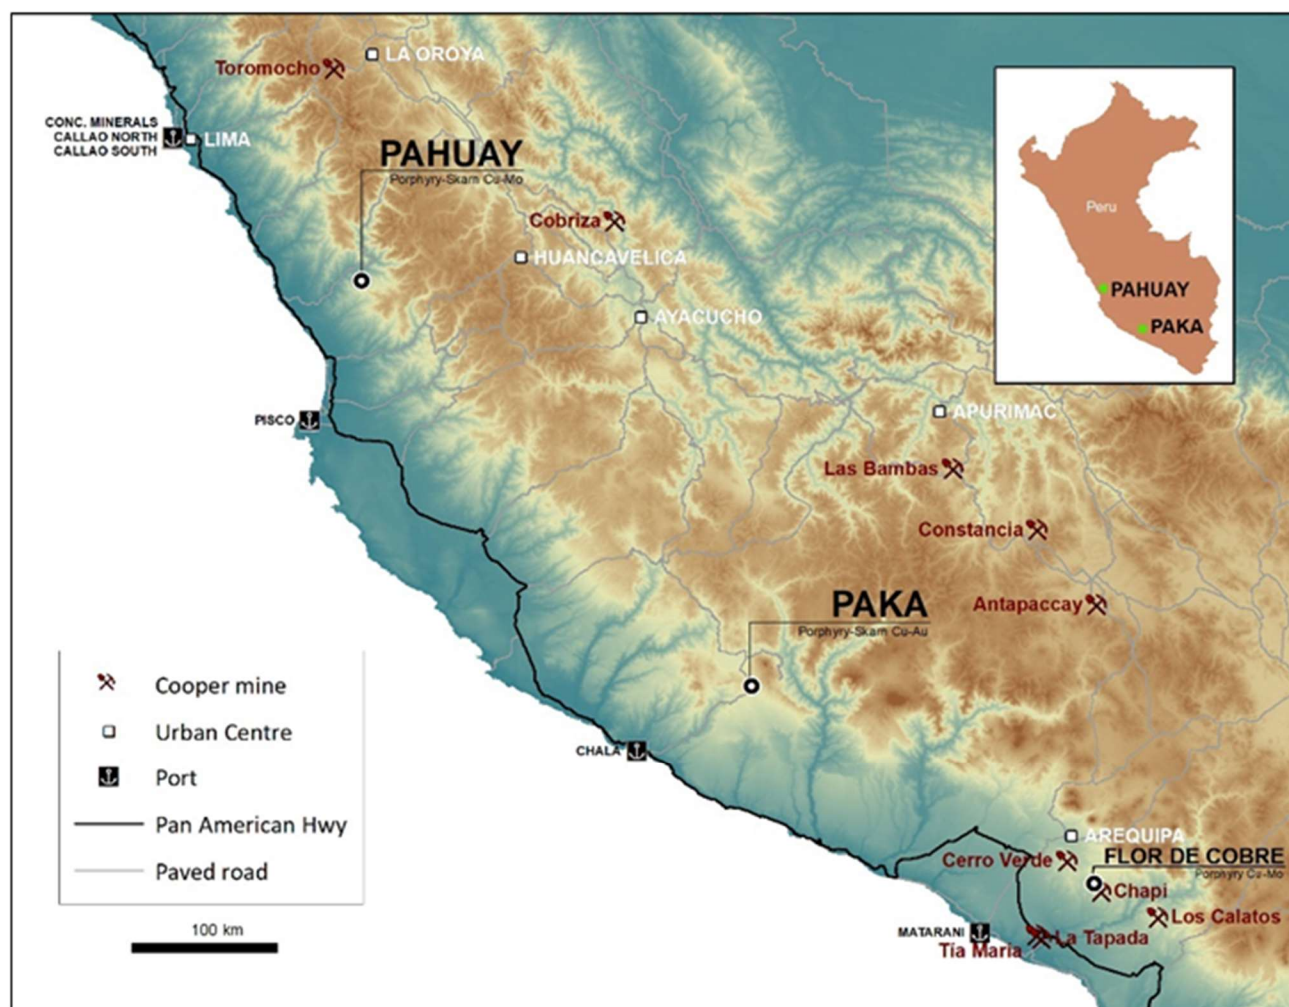 LA OROYA
Toromocho
CONC. MINERALS
CALLAO NORTH
CALLAO SOUTH
LIMA
PAHUAY
Porphyry-Skarn Cu-Mo
Cobriza
HUANCAVELICA
AYACUCHO
Peru
PAHUAY
PAKA
PISCO
APURIMAC
Las Bambas
Constancia
Antapaccay
PAKA
Porphyry-Skarn Cu-Au
CHALA
Cooper mine
Urban Centre
Port
Pan American Hwy
Paved road
100 km
AREQUIPA
Cerro Verde
FLOR DE COBRE
Porphyry Cu-Mo
Chapi
Los Calatos
MATARANI
La Tapada
Tía María